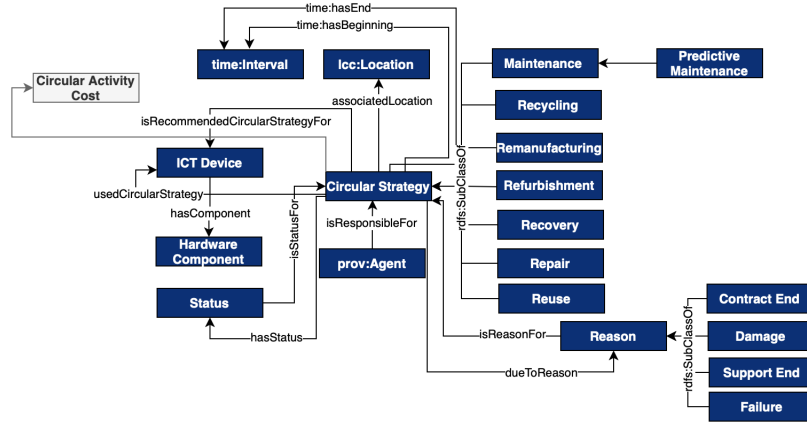 time:hasEnd
time:hasBeginning
time:Interval
lcc:Location
Maintenance
Predictive
Maintenance
Circular Activity
Cost
associatedLocation
Recycling
isRecommendedCircularStrategyFor
Remanufacturing
ICT Device
rdfs:SubClassOf
Circular Strategy
Refurbishment
usedCircularStrategy
hasComponent
isStatusFor
isResponsibleFor
Recovery
Hardware
Component
prov:Agent
Repair
Status
Reuse
Contract End
hasStatus
isReasonFor
Reason
rdfs:SubClassOf
Damage
dueToReason
Support End
Failure